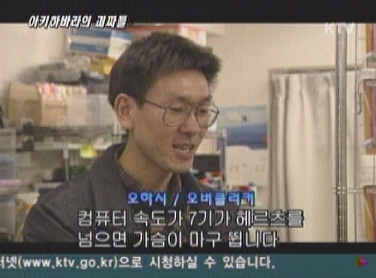 아키하바라의 괴짜들
KTV
오하시 / 오버클리커
컴퓨터 속도가 7기가 헤르츠를
넘으면 가슴이 마구 뜁니다
터넷(www.ktv.go.kr)으로 시청하실 수 있습니다.